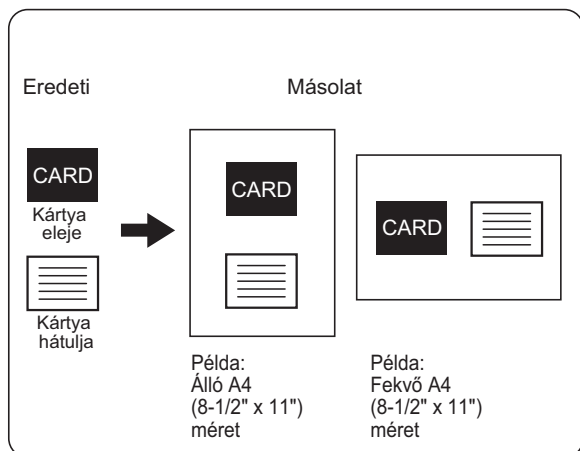 Eredeti
Másolat
CARD
Kártya
eleje
Kártya
hátulja
CARD
CARD
Példa:
Álló A4
(8-1/2" x 11")
méret
Példa:
Fekvő A4
(8-1/2" x 11")
méret